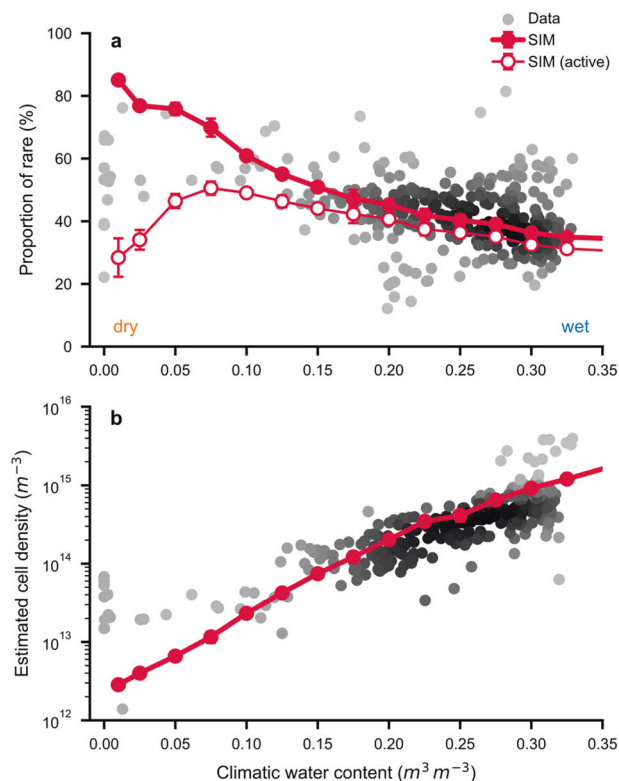 Data
SIM
SIM (active)
a
100
80
60
40
20
0
Proportion of rare (%)
dry
wet
0.00 0.05 0.10 0.15 0.20 0.25 0.30 0.35
b
10^16
10^15
10^14
10^13
10^12
Estimated cell density (m^−3)
0.00 0.05 0.10 0.15 0.20 0.25 0.30 0.35
Climatic water content (m^3 m^−3)